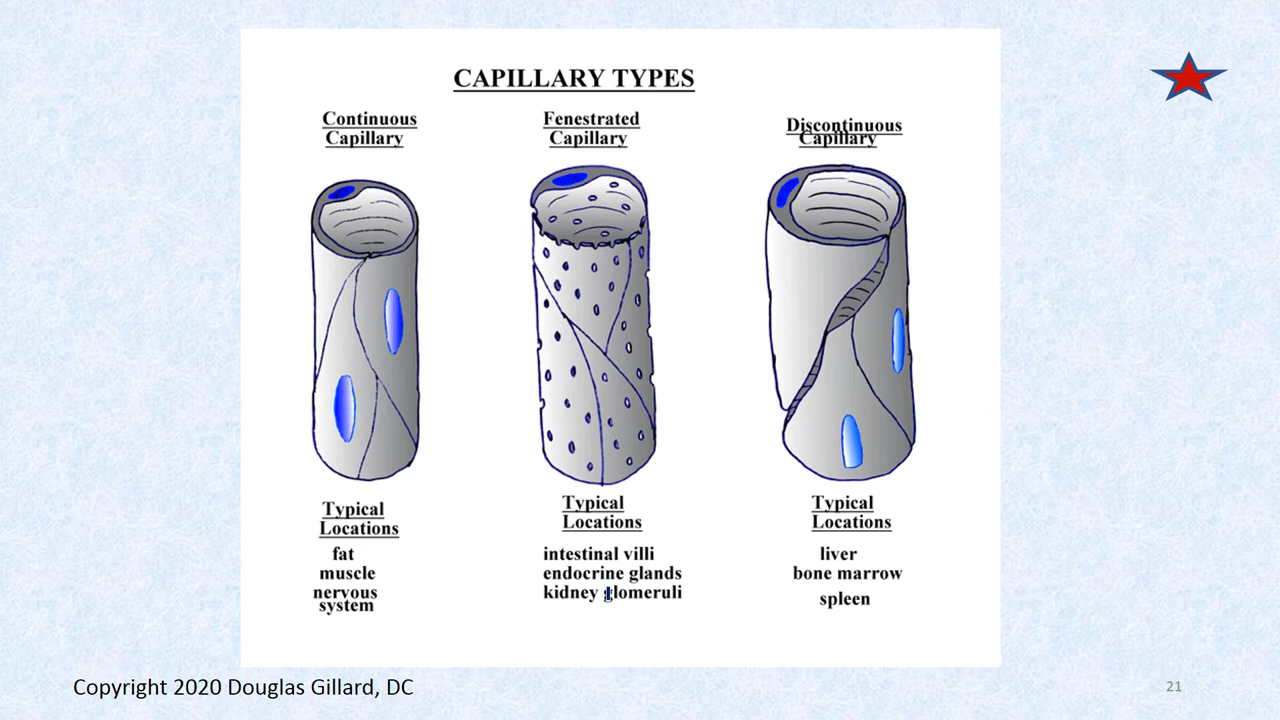 CAPILLARY TYPES
Continuous
Capillary
Fenestrated
Capillary
Discontinuous
Capillary
Typical
Locations
fat
muscle
nervous
system
Typical
Locations
intestinal villi
endocrine glands
kidney glomeruli
Typical
Locations
liver
bone marrow
spleen
Copyright 2020 Douglas Gillard, DC
21